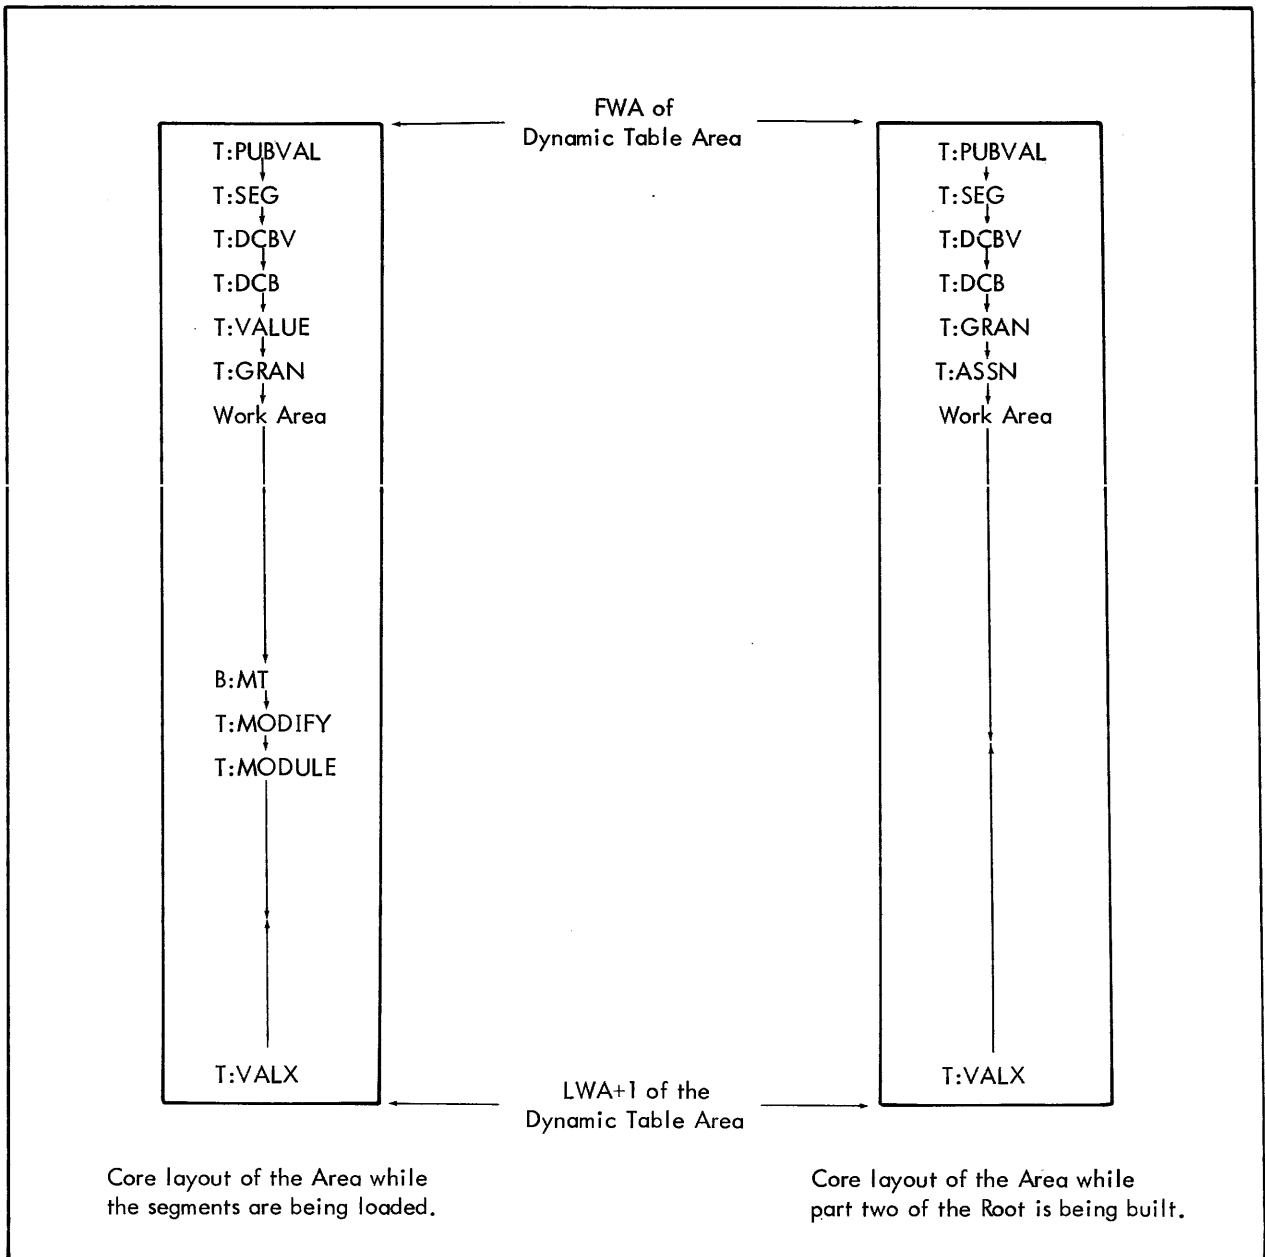 FWA of
Dynamic Table Area
T:PUBVAL
T:SEG
T:DCBV
T:DCB
T:VALUE
T:GRAN
Work Area
B:MT
T:MODIFY
T:MODULE
T:VALX
T:PUBVAL
T:SEG
T:DCBV
T:DCB
T:GRAN
T:ASSN
Work Area
T:VALX
LWA+1 of the
Dynamic Table Area
Core layout of the Area while
the segments are being loaded.
Core layout of the Area while
part two of the Root is being built.